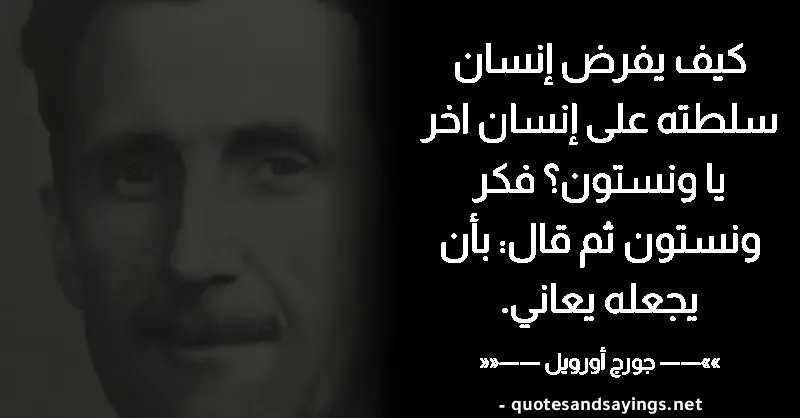 كيف يفرض إنسان
سلطته على إنسان اخر
يا ونستون؟ فكر
ونستون ثم قال: بأن
يجعله يعاني.
»»—— جورج أورويل ——««
- quotesandsayings.net